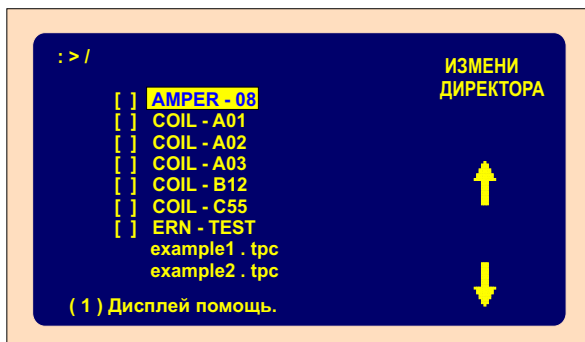 : > /
ИЗМЕНИ
ДИРЕКТОРА
[ ] AMPER - 08
[ ] COIL - A01
[ ] COIL - A02
[ ] COIL - A03
[ ] COIL - B12
[ ] COIL - C55
[ ] ERN - TEST
example1 . tpc
example2 . tpc
( 1 ) Дисплей помощь.